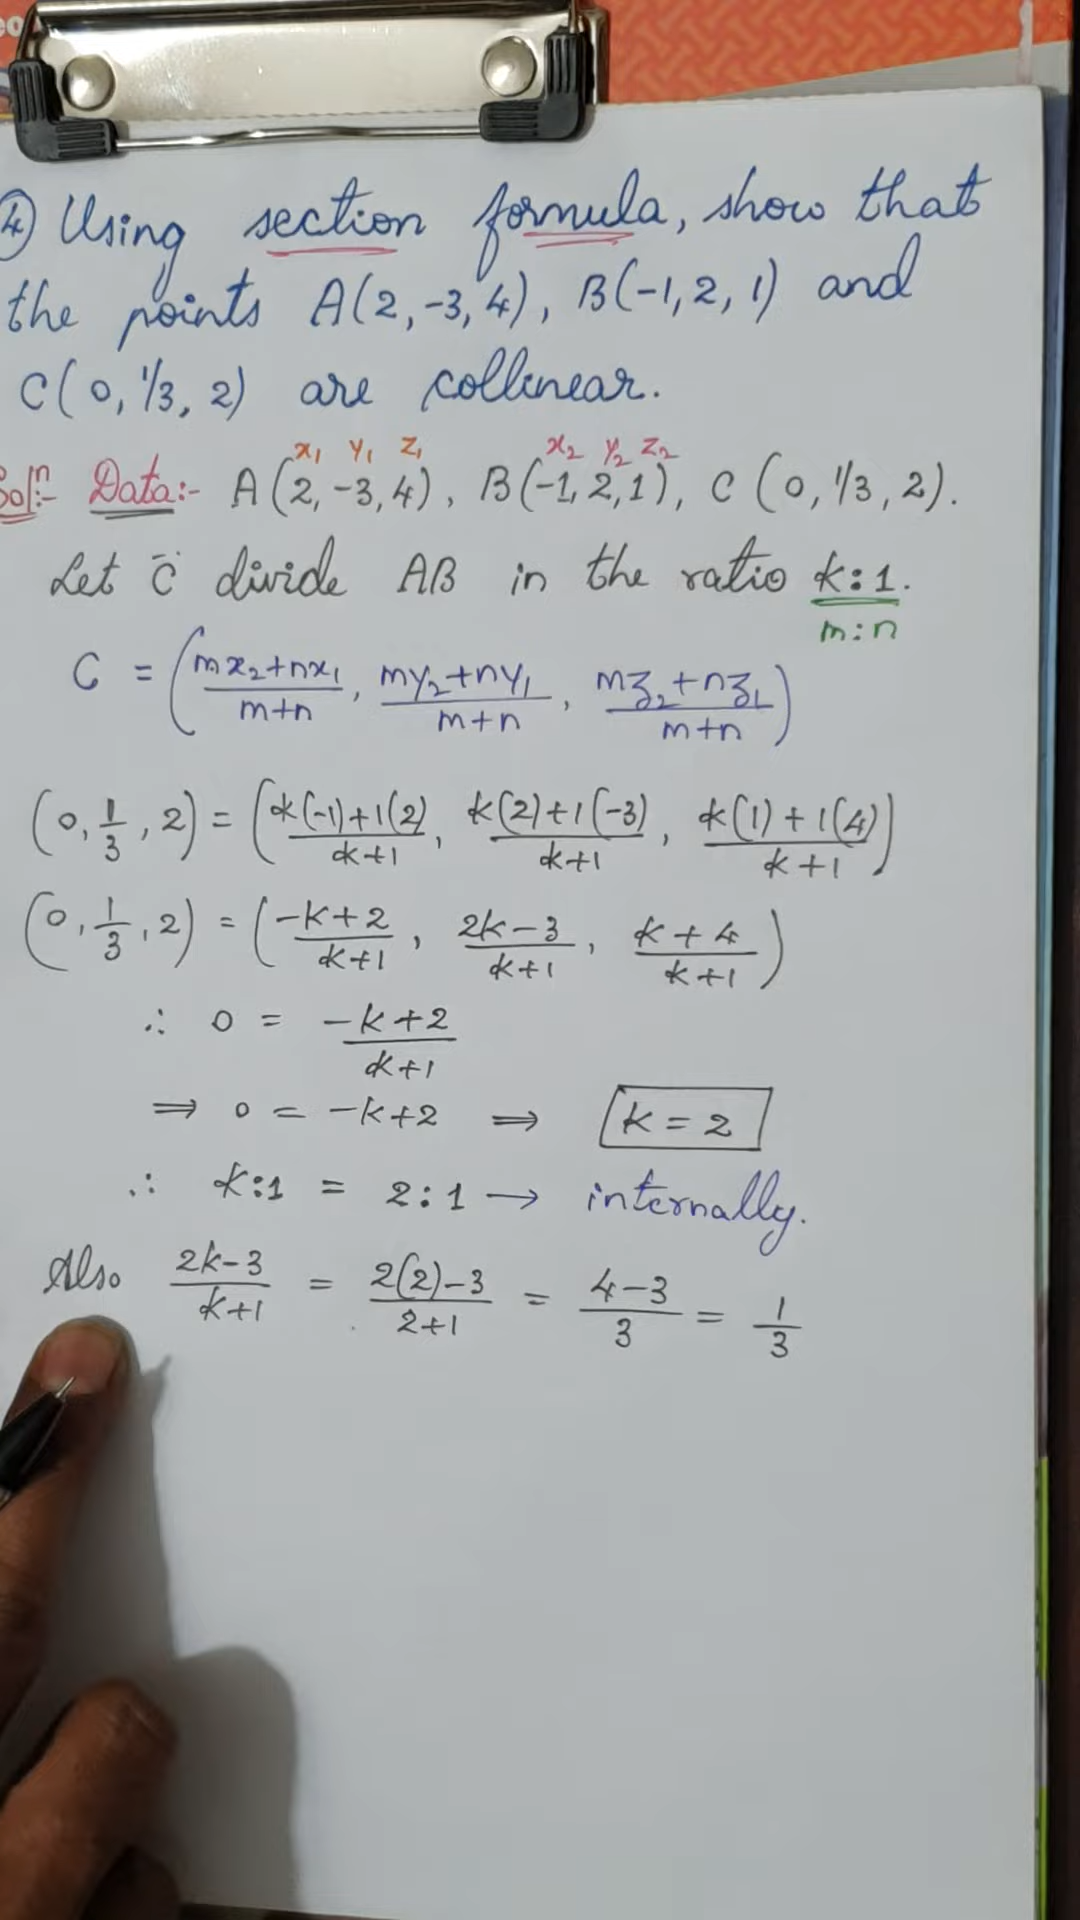 ④ Using section formula, show that
the points A(2, -3, 4), B(-1, 2, 1) and
C(0, 1/3, 2) are collinear.
x₁ y₁ z₁ x₂ y₂ z₂
Solⁿ:- Data:- A(2, -3, 4), B(-1, 2, 1), C(0, 1/3, 2).
Let 'C' divide AB in the ratio k:1.
m:n
C = ( (mx₂+nx₁)/(m+n), (my₂+ny₁)/(m+n), (mz₂+nz₁)/(m+n) )
(0, 1/3, 2) = ( (k(-1)+1(2))/(k+1), (k(2)+1(-3))/(k+1), (k(1)+1(4))/(k+1) )
(0, 1/3, 2) = ( (-k+2)/(k+1), (2k-3)/(k+1), (k+4)/(k+1) )
∴ 0 = (-k+2)/(k+1)
⇒ 0 = -k+2 ⇒ k = 2
∴ k:1 = 2:1 → internally.
Also (2k-3)/(k+1) = (2(2)-3)/(2+1) = (4-3)/3 = 1/3